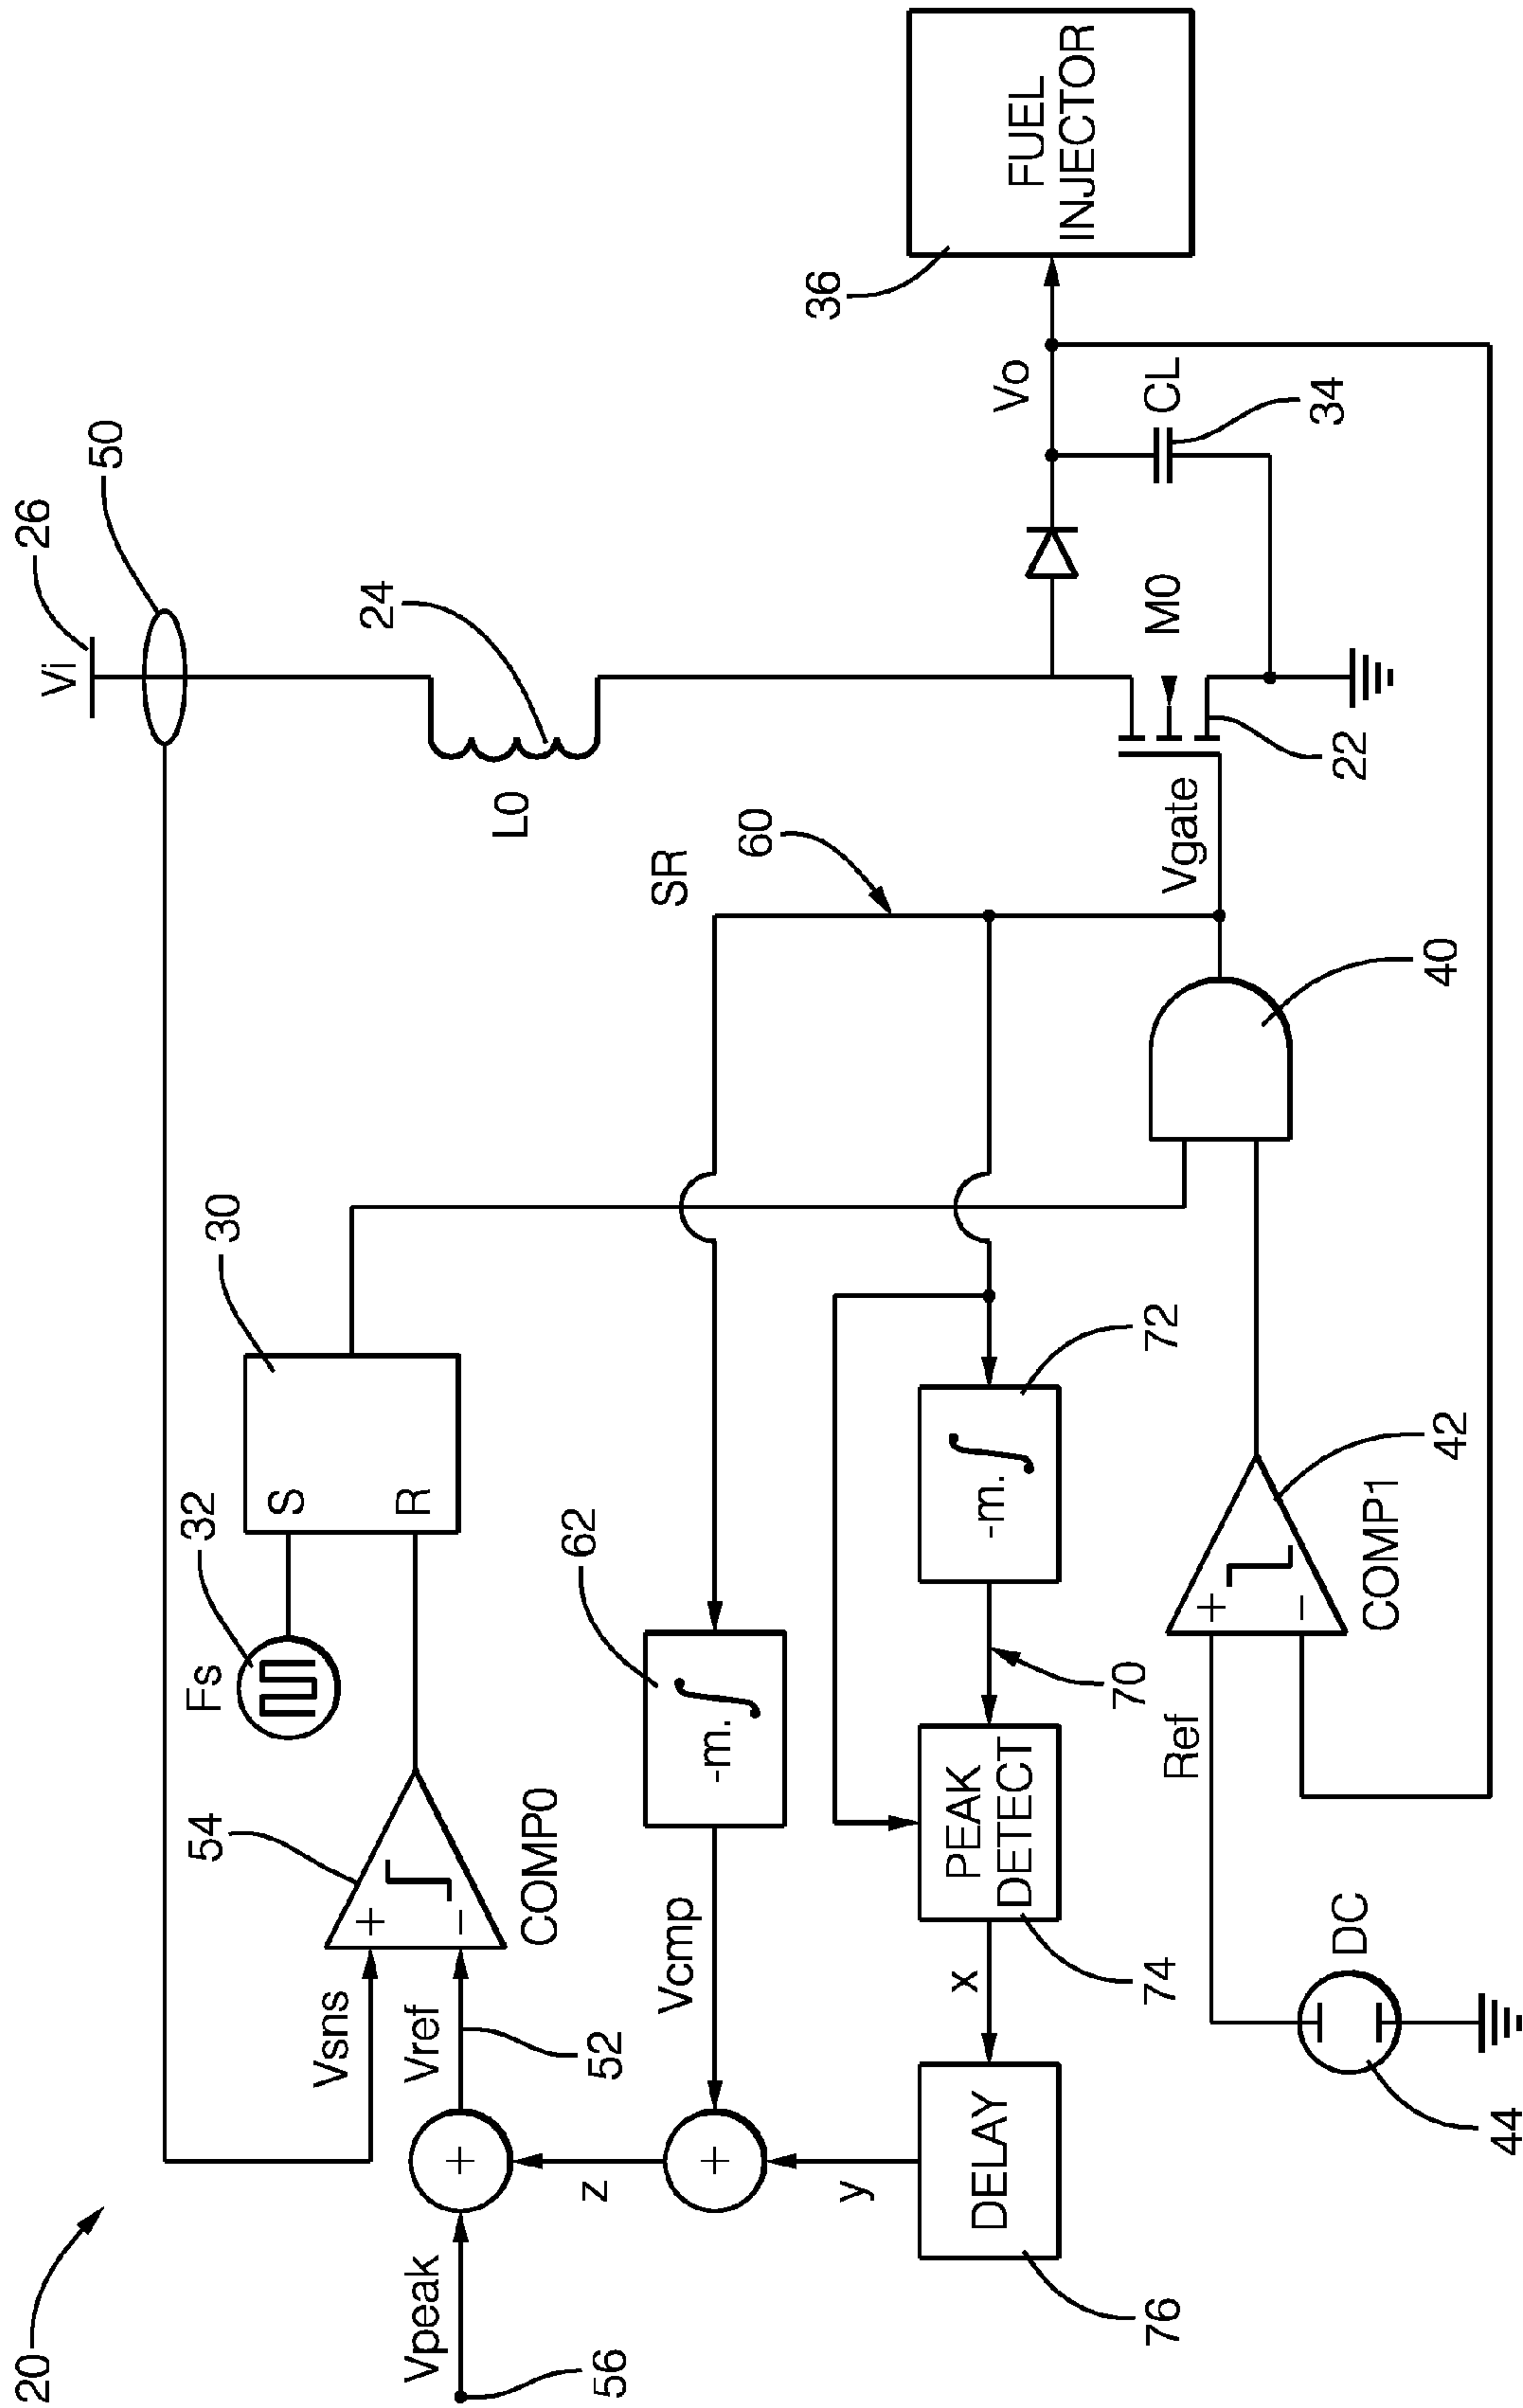 20
Vi
26
50
Vpeak
56
Vsns
Vref
52
+
+
−
54
COMP0
Fs
32
S
R
30
24
L0
z
+
Vcmp
-m.∫
62
SR
60
y
DELAY
76
x
PEAK
DETECT
74
70
-m.∫
72
Vo
36
FUEL
INJECTOR
M0
CL
34
22
Vgate
40
Ref
+
−
COMP1
42
DC
44
+